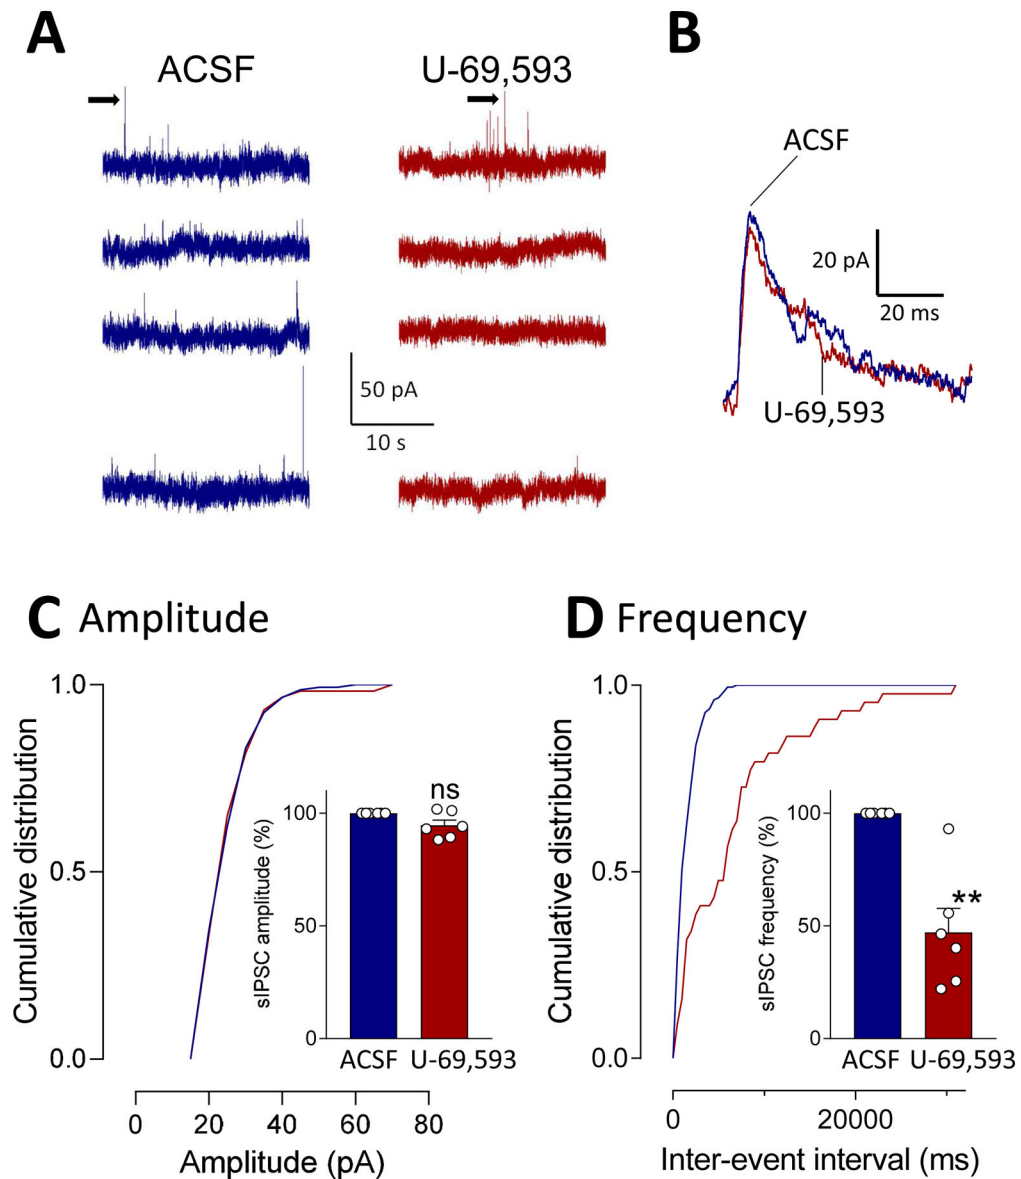 A
ACSF
U-69,593
50 pA
10 s
B
ACSF
20 pA
20 ms
U-69,593
C Amplitude
Cumulative distribution
1.0
0.5
0.0
0
20
40
60
80
Amplitude (pA)
sIPSC amplitude (%)
100
50
0
ns
ACSF
U-69,593
D Frequency
Cumulative distribution
1.0
0.5
0.0
0
20000
Inter-event interval (ms)
sIPSC frequency (%)
100
50
0
**
ACSF
U-69,593